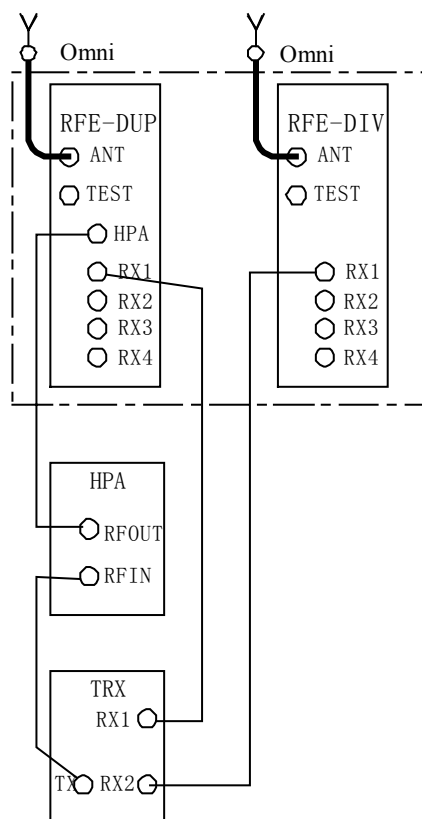 Omni
Omni
RFE-DUP
ANT
TEST
HPA
RX1
RX2
RX3
RX4
RFE-DIV
ANT
TEST
RX1
RX2
RX3
RX4
HPA
RFOUT
RFIN
TRX
RX1
TX RX2